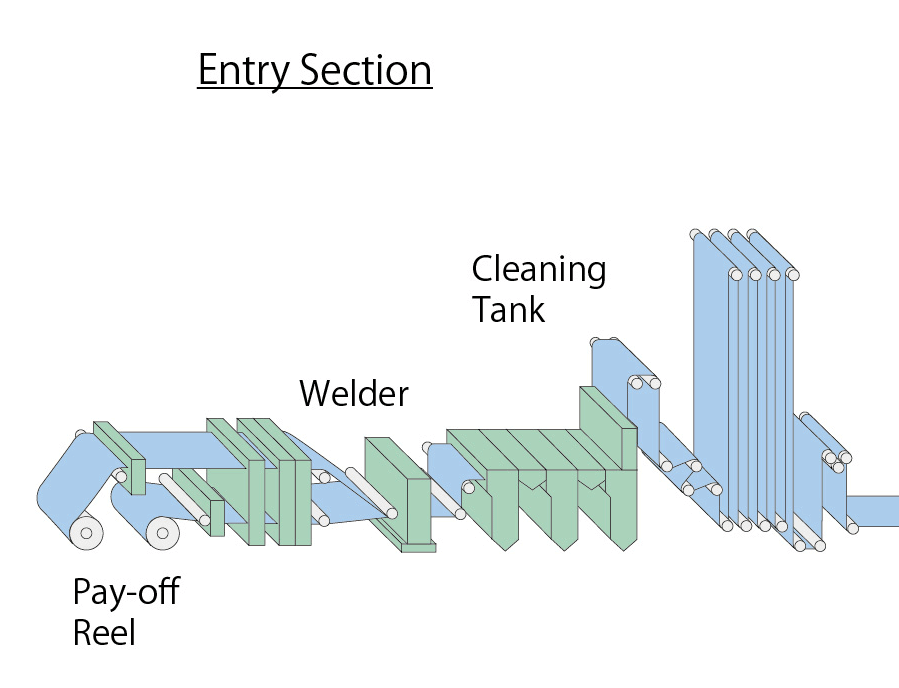 Entry Section
Cleaning
Tank
Welder
Pay-off
Reel